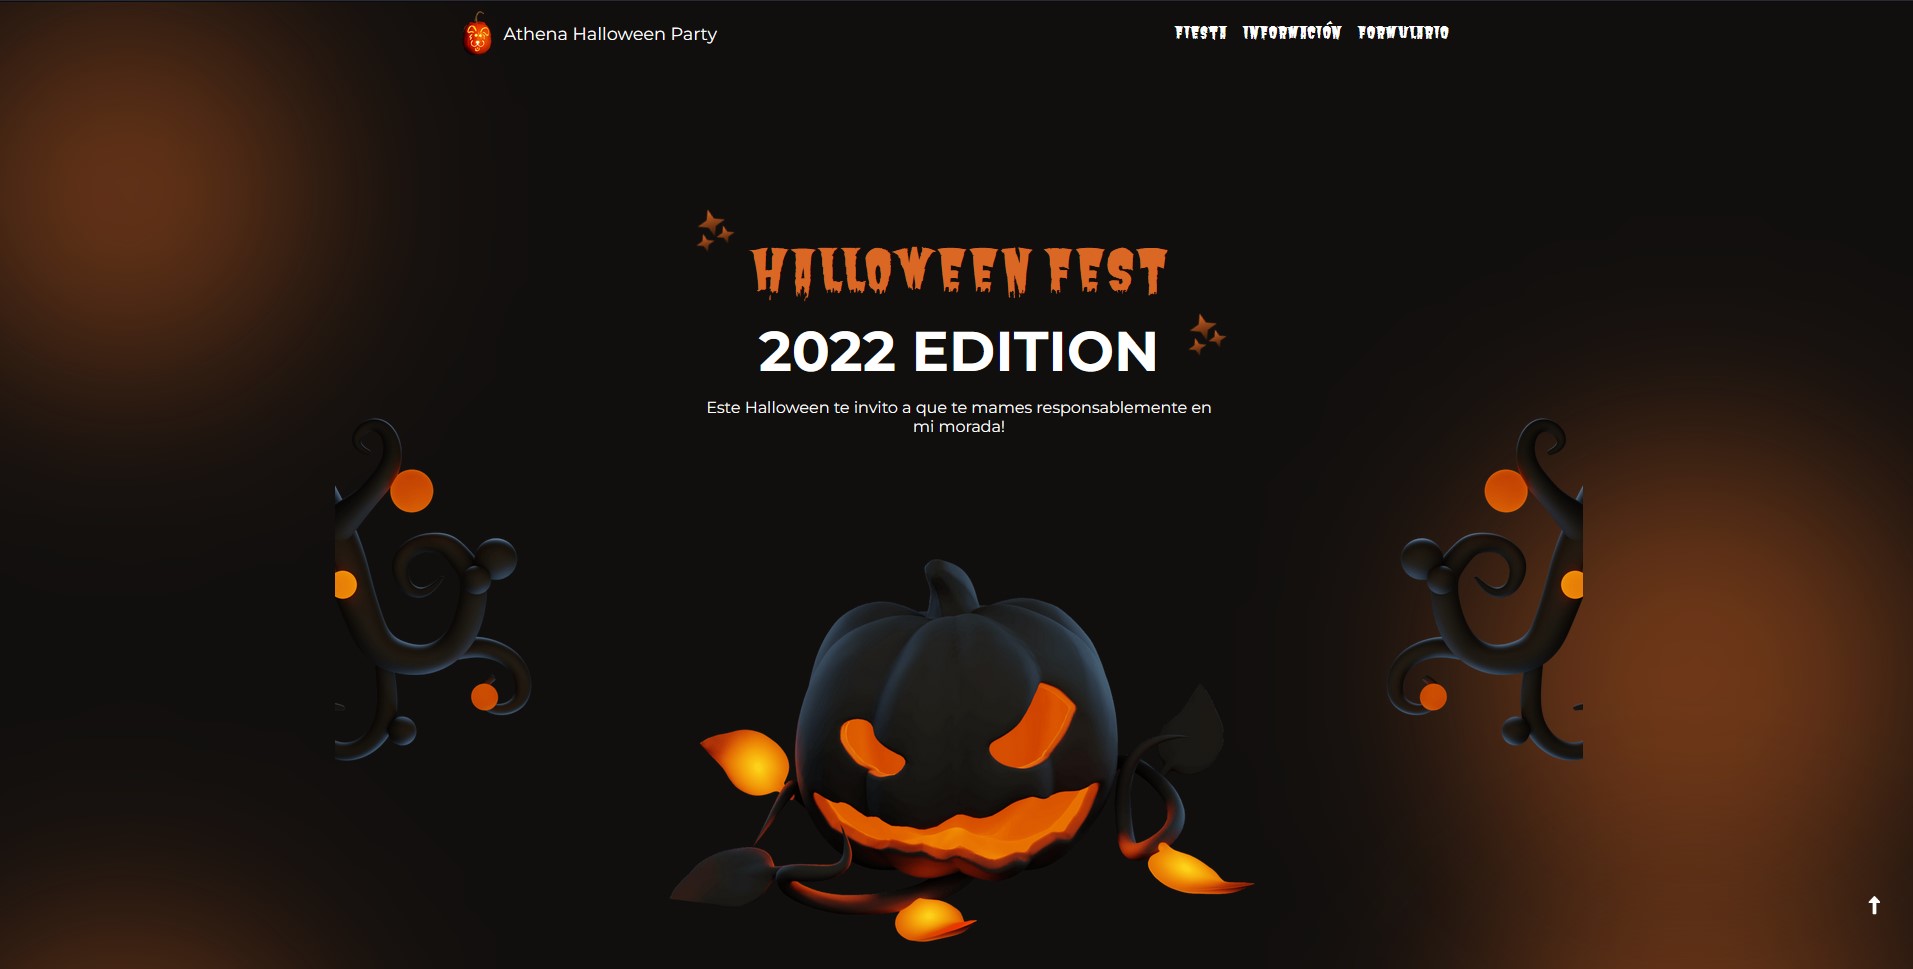 Athena Halloween Party
FIESTA INFORMACIÓN FORMULARIO
HALLOWEEN FEST
2022 EDITION
Este Halloween te invito a que te mames responsablemente en
mi morada!